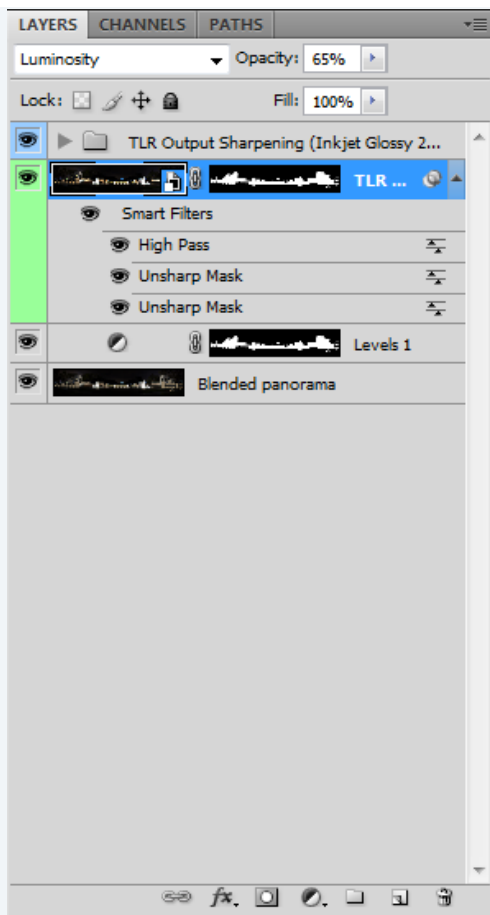 LAYERS CHANNELS PATHS
Luminosity Opacity: 65%
Lock: Fill: 100%
TLR Output Sharpening (Inkjet Glossy 2...
TLR ...
Smart Filters
High Pass
Unsharp Mask
Unsharp Mask
Levels 1
Blended panorama
fx.